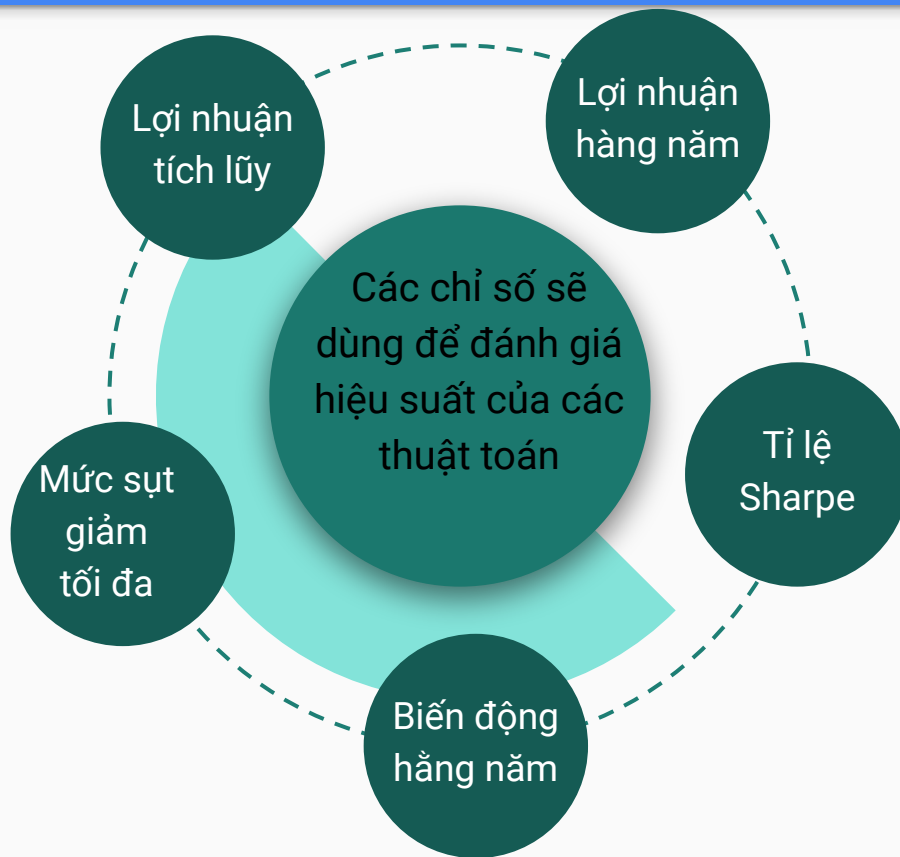 Lợi nhuận
tích lũy
Lợi nhuận
hàng năm
Các chỉ số sẽ
dùng để đánh giá
hiệu suất của các
thuật toán
Tỉ lệ
Sharpe
Mức sụt
giảm
tối đa
Biến động
hằng năm